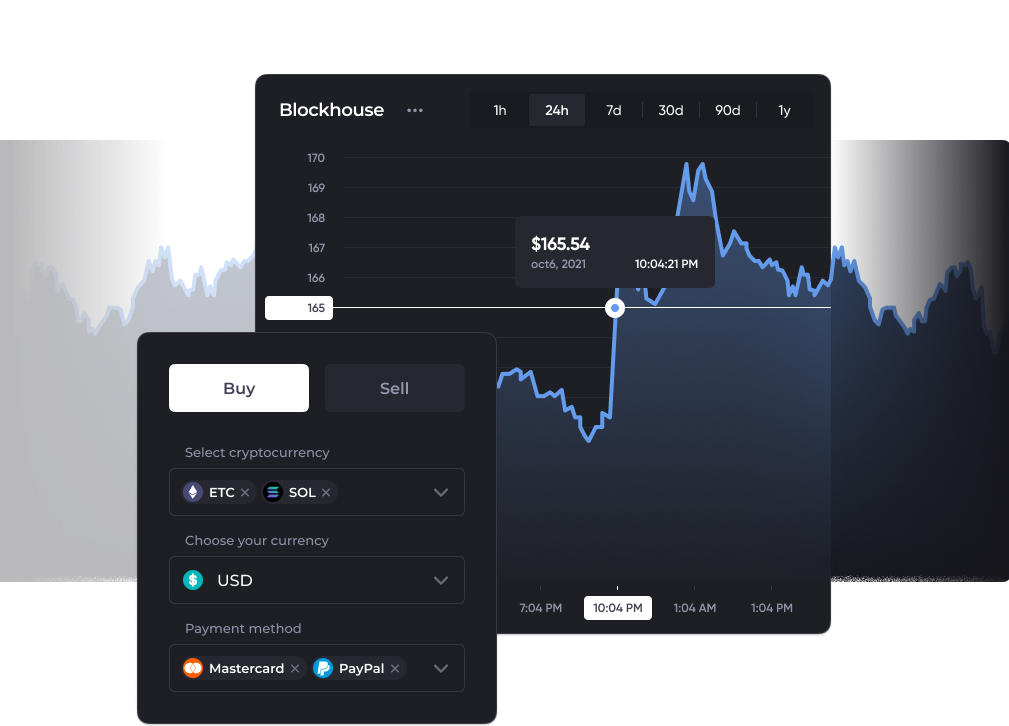 Blockhouse
1h 24h 7d 30d 90d 1y
170
169
168
167
166
165
$165.54
oct6, 2021 10:04:21 PM
7:04 PM 10:04 PM 1:04 AM 1:04 PM
Buy Sell
Select cryptocurrency
ETC SOL
Choose your currency
$ USD
Payment method
Mastercard PayPal